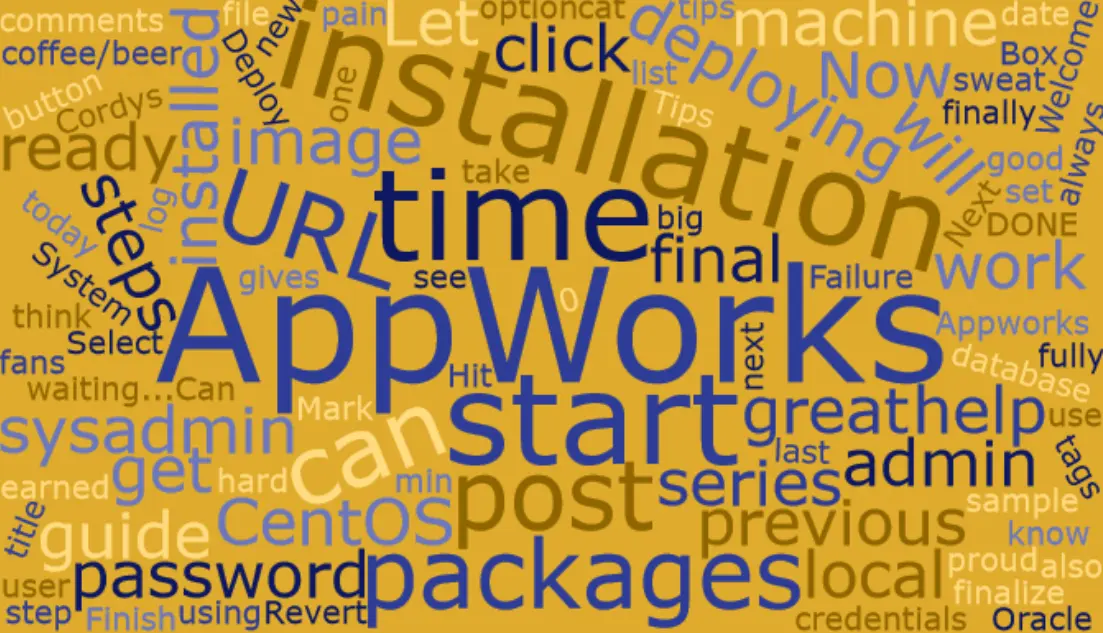 comments
file
pain
Let
optioncat
tips
machine
date
coffee/beer
installed
Deploy
new
installation
click
list
deploying
Now
Box
sweat
Welcome
button
Cordys
one
Tips
will
finally
always
ready
image
take
good
set
today
log
steps
URL
time
big
final
Next
DONE
System
gives
see
0
Failure
work
think
Select
AppWorks
next
Appworks
fans
waiting...Can
Hit
database
fully
sysadmin
Mark
can
start
greathelp
use
get
hard
min
post
series
last
admin
tags
earned
title
guide
CentOS
previous
sample
know
user
password
packages
local
proud
also
finalize
step
Finish
using
Revert
credentials
Oracle